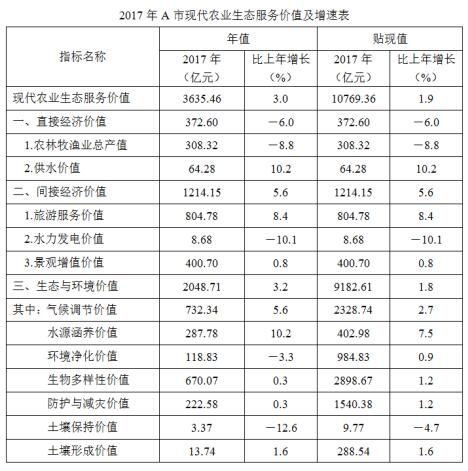 2017 年 A 市现代农业生态服务价值及增速表
指标名称 年值 贴现值
2017 年（亿元） 比上年增长（%） 2017 年（亿元） 比上年增长（%）
现代农业生态服务价值 3635.46 3.0 10769.36 1.9
一、直接经济价值 372.60 －6.0 372.60 －6.0
1.农林牧渔业总产值 308.32 －8.8 308.32 －8.8
2.供水价值 64.28 10.2 64.28 10.2
二、间接经济价值 1214.15 5.6 1214.15 5.6
1.旅游服务价值 804.78 8.4 804.78 8.4
2.水力发电价值 8.68 －10.1 8.68 －10.1
3.景观增值价值 400.70 0.8 400.70 0.8
三、生态与环境价值 2048.71 3.2 9182.61 1.8
其中：气候调节价值 732.34 5.6 2328.74 2.7
水源涵养价值 287.78 10.2 402.98 7.5
环境净化价值 118.83 －3.3 984.83 0.9
生物多样性价值 670.07 0.3 2898.67 1.2
防护与减灾价值 222.58 0.3 1540.38 1.2
土壤保持价值 3.37 －12.6 9.77 －4.7
土壤形成价值 13.74 1.6 288.54 1.6